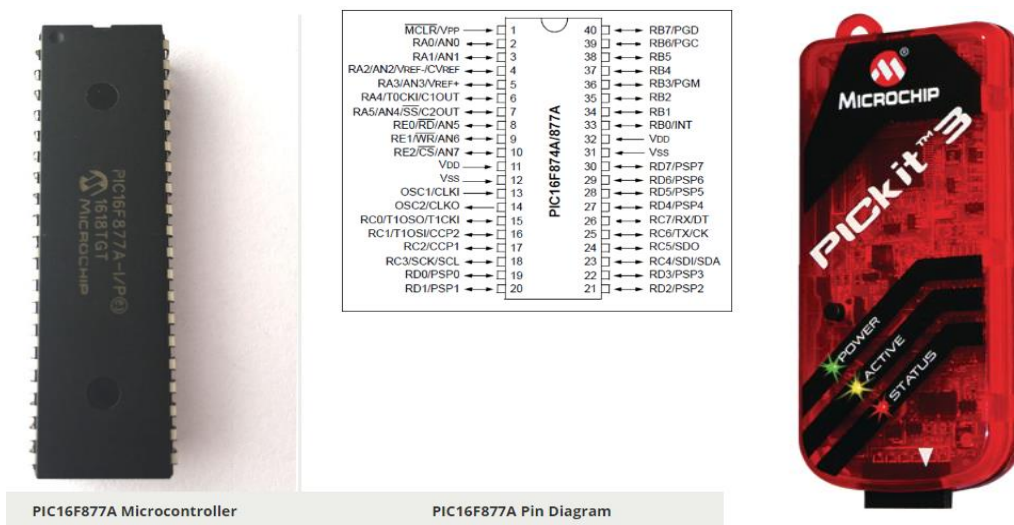 PIC16F877A-I/P
1618TGT
MICROCHIP
PIC16F877A Microcontroller
MCLR/VPP 1
RA0/AN0 2
RA1/AN1 3
RA2/AN2/VREF-/CVREF 4
RA3/AN3/VREF+ 5
RA4/T0CKI/C1OUT 6
RA5/AN4/SS/C2OUT 7
RE0/RD/AN5 8
RE1/WR/AN6 9
RE2/CS/AN7 10
VDD 11
VSS 12
OSC1/CLKI 13
OSC2/CLKO 14
RC0/T1OSO/T1CKI 15
RC1/T1OSI/CCP2 16
RC2/CCP1 17
RC3/SCK/SCL 18
RD0/PSP0 19
RD1/PSP1 20
PIC16F874A/877A
40 RB7/PGD
39 RB6/PGC
38 RB5
37 RB4
36 RB3/PGM
35 RB2
34 RB1
33 RB0/INT
32 VDD
31 VSS
30 RD7/PSP7
29 RD6/PSP6
28 RD5/PSP5
27 RD4/PSP4
26 RC7/RX/DT
25 RC6/TX/CK
24 RC5/SDO
23 RC4/SDI/SDA
22 RD3/PSP3
21 RD2/PSP2
PIC16F877A Pin Diagram
MICROCHIP
PICkit™ 3
POWER
ACTIVE
STATUS